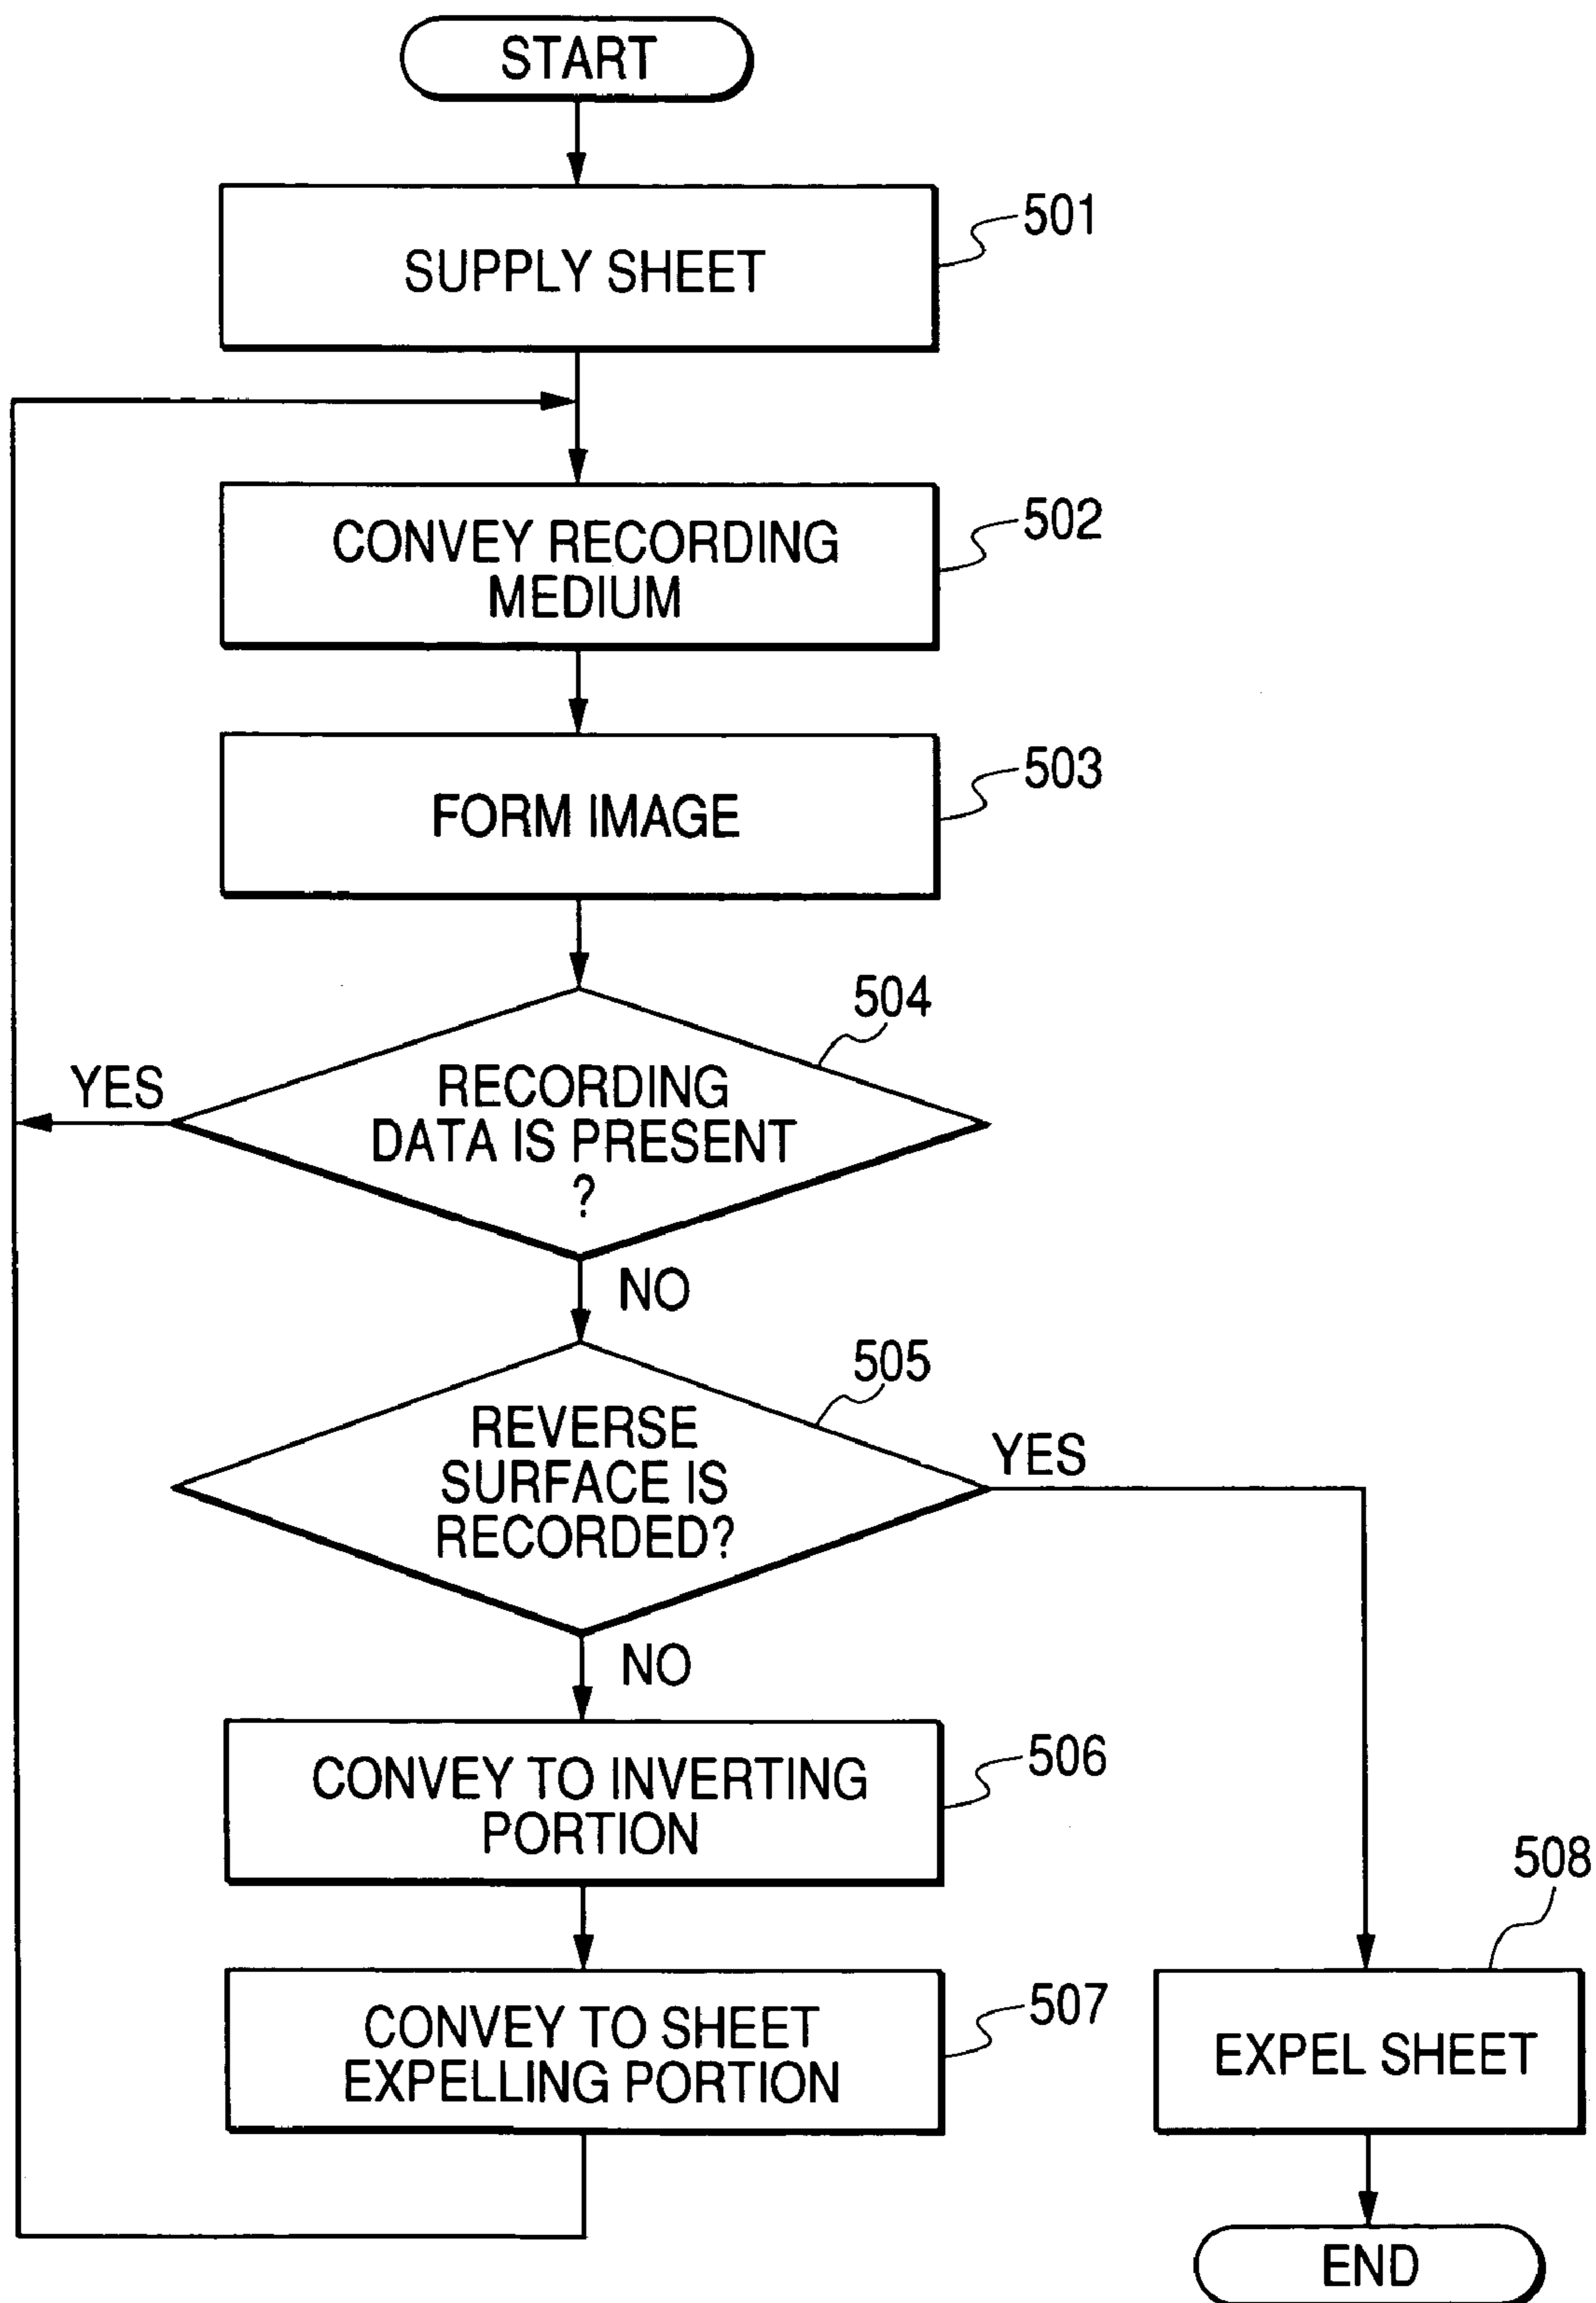 START
501
SUPPLY SHEET
502
CONVEY RECORDING
MEDIUM
503
FORM IMAGE
504
YES
RECORDING
DATA IS PRESENT
?
NO
505
REVERSE
SURFACE IS
RECORDED?
YES
NO
506
CONVEY TO INVERTING
PORTION
508
507
CONVEY TO SHEET
EXPELLING PORTION
EXPEL SHEET
END